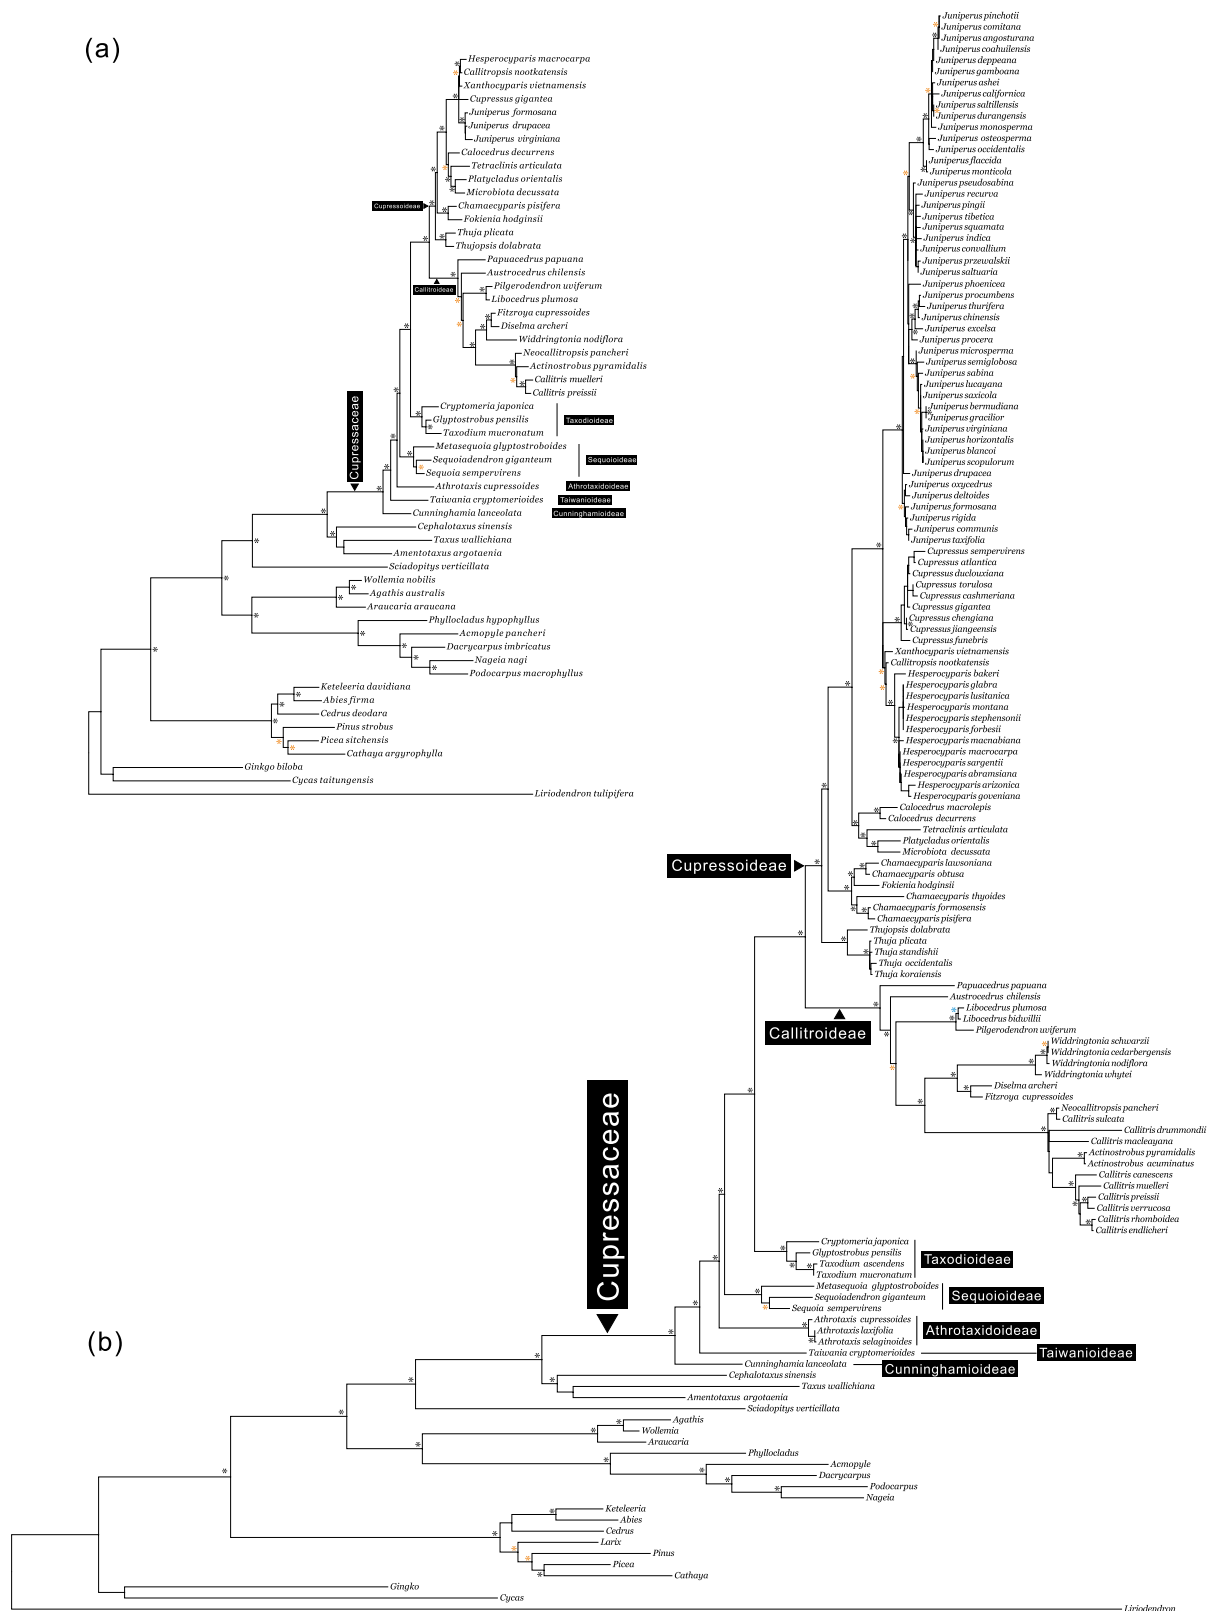 (a)
Hesperocyparis macrocarpa
Callitropsis nootkatensis
Xanthocyparis vietnamensis
Cupressus gigantea
Juniperus formosana
Juniperus drupacea
Juniperus virginiana
Calocedrus decurrens
Tetraclinis articulata
Platycladus orientalis
Microbiota decussata
Cupressoideae
Chamaecyparis pisifera
Fokienia hodginsii
Thuja plicata
Thujopsis dolabrata
Papuacedrus papuana
Austrocedrus chilensis
Callitroideae
Pilgerodendron uviferum
Libocedrus plumosa
Fitzroya cupressoides
Diselma archeri
Widdringtonia nodiflora
Neocallitropsis pancheri
Actinostrobus pyramidalis
Callitris muelleri
Callitris preissii
Cupressaceae
Cryptomeria japonica
Glyptostrobus pensilis
Taxodioideae
Taxodium mucronatum
Metasequoia glyptostroboides
Sequoiadendron giganteum
Sequoioideae
Sequoia sempervirens
Athrotaxis cupressoides
Athrotaxidoideae
Taiwania cryptomerioides
Taiwanioideae
Cunninghamia lanceolata
Cunninghamioideae
Cephalotaxus sinensis
Taxus wallichiana
Amentotaxus argotaenia
Sciadopitys verticillata
Wollemia nobilis
Agathis australis
Araucaria araucana
Phyllocladus hypophyllus
Acmopyle pancheri
Dacrycarpus imbricatus
Nageia nagi
Podocarpus macrophyllus
Keteleeria davidiana
Abies firma
Cedrus deodara
Pinus strobus
Picea sitchensis
Cathaya argyrophylla
Ginkgo biloba
Cycas taitungensis
Liriodendron tulipifera
(b)
Juniperus pinchotii
Juniperus comitana
Juniperus angosturana
Juniperus coahuilensis
Juniperus deppeana
Juniperus gamboana
Juniperus ashei
Juniperus californica
Juniperus saltillensis
Juniperus durangensis
Juniperus monosperma
Juniperus osteosperma
Juniperus occidentalis
Juniperus flaccida
Juniperus monticola
Juniperus pseudosabina
Juniperus recurva
Juniperus pingii
Juniperus tibetica
Juniperus squamata
Juniperus indica
Juniperus convallium
Juniperus przewalskii
Juniperus saltuaria
Juniperus phoenicea
Juniperus procumbens
Juniperus thurifera
Juniperus chinensis
Juniperus excelsa
Juniperus procera
Juniperus microsperma
Juniperus semiglobosa
Juniperus sabina
Juniperus lucayana
Juniperus saxicola
Juniperus bermudiana
Juniperus gracilior
Juniperus virginiana
Juniperus horizontalis
Juniperus blancoi
Juniperus scopulorum
Juniperus drupacea
Juniperus oxycedrus
Juniperus deltoides
Juniperus formosana
Juniperus rigida
Juniperus communis
Juniperus taxifolia
Cupressus sempervirens
Cupressus atlantica
Cupressus duclouxiana
Cupressus torulosa
Cupressus cashmeriana
Cupressus gigantea
Cupressus chengiana
Cupressus jiangeensis
Cupressus funebris
Xanthocyparis vietnamensis
Callitropsis nootkatensis
Hesperocyparis bakeri
Hesperocyparis glabra
Hesperocyparis lusitanica
Hesperocyparis montana
Hesperocyparis stephensonii
Hesperocyparis forbesii
Hesperocyparis macnabiana
Hesperocyparis macrocarpa
Hesperocyparis sargentii
Hesperocyparis abramsiana
Hesperocyparis arizonica
Hesperocyparis goveniana
Calocedrus macrolepis
Calocedrus decurrens
Tetraclinis articulata
Platycladus orientalis
Microbiota decussata
Cupressoideae
Chamaecyparis lawsoniana
Chamaecyparis obtusa
Fokienia hodginsii
Chamaecyparis thyoides
Chamaecyparis formosensis
Chamaecyparis pisifera
Thujopsis dolabrata
Thuja plicata
Thuja standishii
Thuja occidentalis
Thuja koraiensis
Papuacedrus papuana
Austrocedrus chilensis
Libocedrus plumosa
Libocedrus bidwillii
Pilgerodendron uviferum
Callitroideae
Widdringtonia schwarzii
Widdringtonia cedarbergensis
Widdringtonia nodiflora
Widdringtonia whytei
Diselma archeri
Fitzroya cupressoides
Neocallitropsis pancheri
Callitris sulcata
Callitris drummondii
Callitris macleayana
Actinostrobus pyramidalis
Actinostrobus acuminatus
Callitris canescens
Callitris muelleri
Callitris preissii
Callitris verrucosa
Callitris rhomboidea
Callitris endlicheri
Cupressaceae
Cryptomeria japonica
Glyptostrobus pensilis
Taxodioideae
Taxodium ascendens
Taxodium mucronatum
Metasequoia glyptostroboides
Sequoiadendron giganteum
Sequoioideae
Sequoia sempervirens
Athrotaxis cupressoides
Athrotaxis laxifolia
Athrotaxidoideae
Athrotaxis selaginoides
Taiwania cryptomerioides
Taiwanioideae
Cunninghamia lanceolata
Cunninghamioideae
Cephalotaxus sinensis
Taxus wallichiana
Amentotaxus argotaenia
Sciadopitys verticillata
Agathis
Wollemia
Araucaria
Phyllocladus
Acmopyle
Dacrycarpus
Podocarpus
Nageia
Keteleeria
Abies
Cedrus
Larix
Pinus
Picea
Cathaya
Gingko
Cycas
Liriodendron